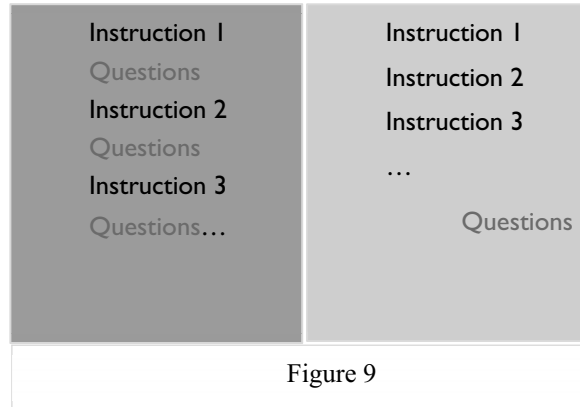 Instruction 1
Questions
Instruction 2
Questions
Instruction 3
Questions...
Instruction 1
Instruction 2
Instruction 3
...
Questions
Figure 9